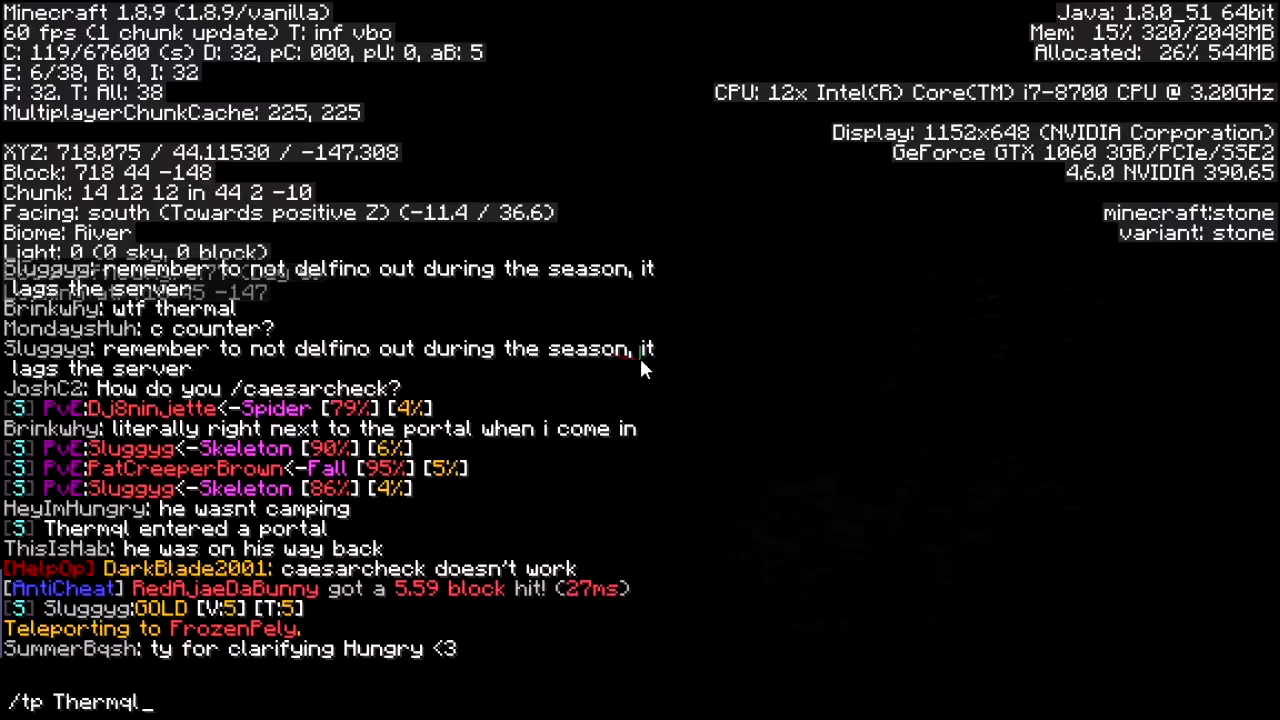 Minecraft 1.8.9 (1.8.9/vanilla)
60 fps (1 chunk update) T: inf vbo
C: 119/67600 (s) D: 32, pC: 000, pU: 0, aB: 5
E: 6/38, B: 0, I: 32
P: 32. T: All: 38
MultiplayerChunkCache: 225, 225
XYZ: 718.075 / 44.11530 / -147.308
Block: 718 44 -148
Chunk: 14 12 12 in 44 2 -10
Facing: south (Towards positive Z) (-11.4 / 36.6)
Biome: River
Light: 0 (0 sky, 0 block)
Java: 1.8.0_51 64bit
Mem: 15% 320/2048MB
Allocated: 26% 544MB
CPU: 12x Intel(R) Core(TM) i7-8700 CPU @ 3.20GHz
Display: 1152x648 (NVIDIA Corporation)
GeForce GTX 1060 3GB/PCIe/SSE2
4.6.0 NVIDIA 390.65
minecraft:stone
variant: stone
Sluggyg: remember to not delfino out during the season, it
lags the server
45 -147
Brinkwhy: wtf thermal
MondaysHuh: c counter?
Sluggyg: remember to not delfino out during the season, it
lags the server
JoshC2: How do you /caesarcheck?
[S] PvE:Dj8ninjette<-Spider [79%] [4%]
Brinkwhy: literally right next to the portal when i come in
[S] PvE:Sluggyg<-Skeleton [90%] [6%]
[S] PvE:PatCreeperBrown<-Fall [95%] [5%]
[S] PvE:Sluggyg<-Skeleton [86%] [4%]
HeyImHungry: he wasnt camping
[S] Thermql entered a portal
ThisIsHab: he was on his way back
[HelpOp] DarkBlade2001: caesarcheck doesn't work
[AntiCheat] RedAjaeDaBunny got a 5.59 block hit! (27ms)
[S] Sluggyg:GOLD [V:5] [T:5]
Teleporting to FrozenPely.
SummerBqsh: ty for clarifying Hungry <3
/tp Thermql_